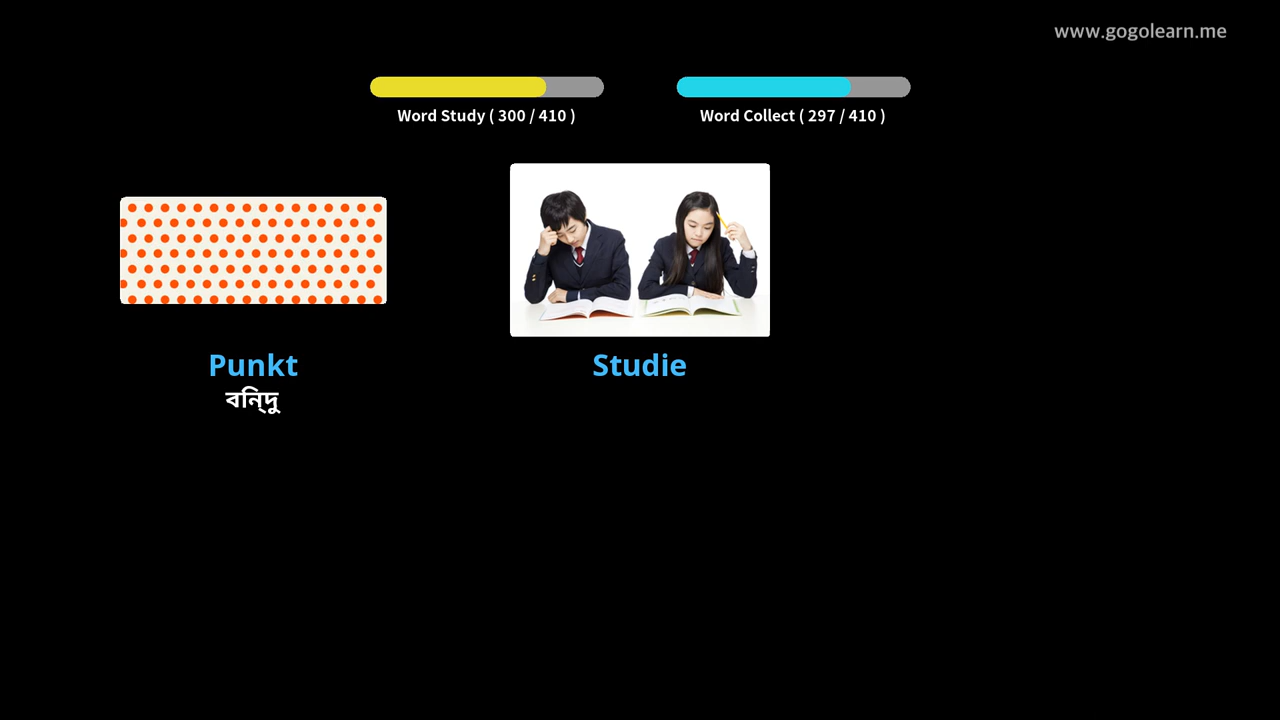 www.gogolearn.me
Word Study ( 300 / 410 )
Word Collect ( 297 / 410 )
Punkt
বিন্দু
Studie